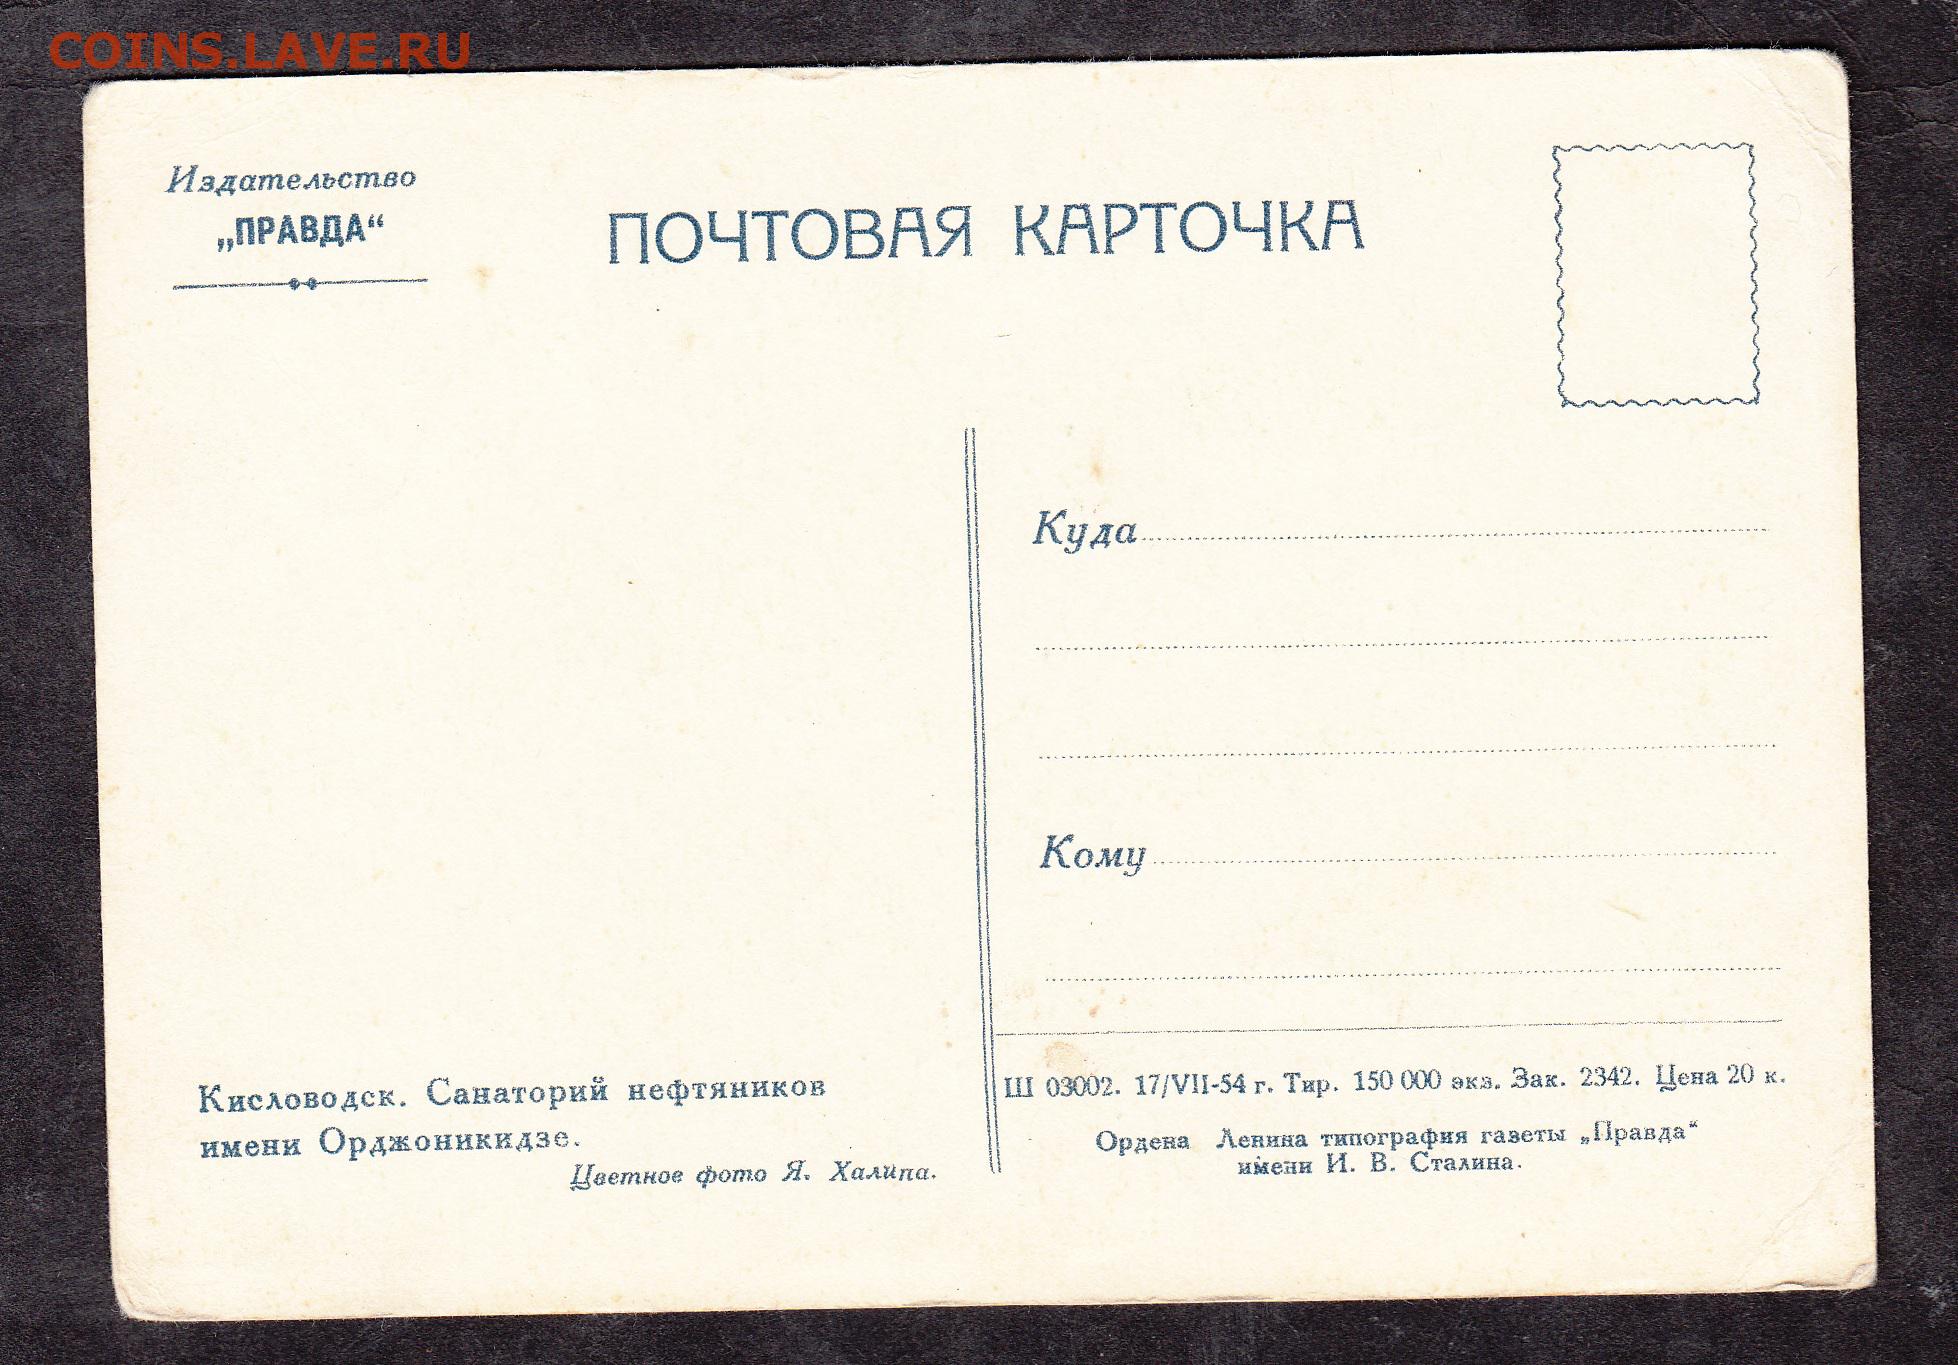 COINS.LAVE.RU
Издательство
„ПРАВДА“
ПОЧТОВАЯ КАРТОЧКА
Куда
Кому
Кисловодск. Санаторий нефтяников
имени Орджоникидзе.
Цветное фото Я. Халипа.
Ш 03002. 17/VII-54 г. Тир. 150 000 экз. Зак. 2342. Цена 20 к.
Ордена Ленина типография газеты „Правда“
имени И. В. Сталина.